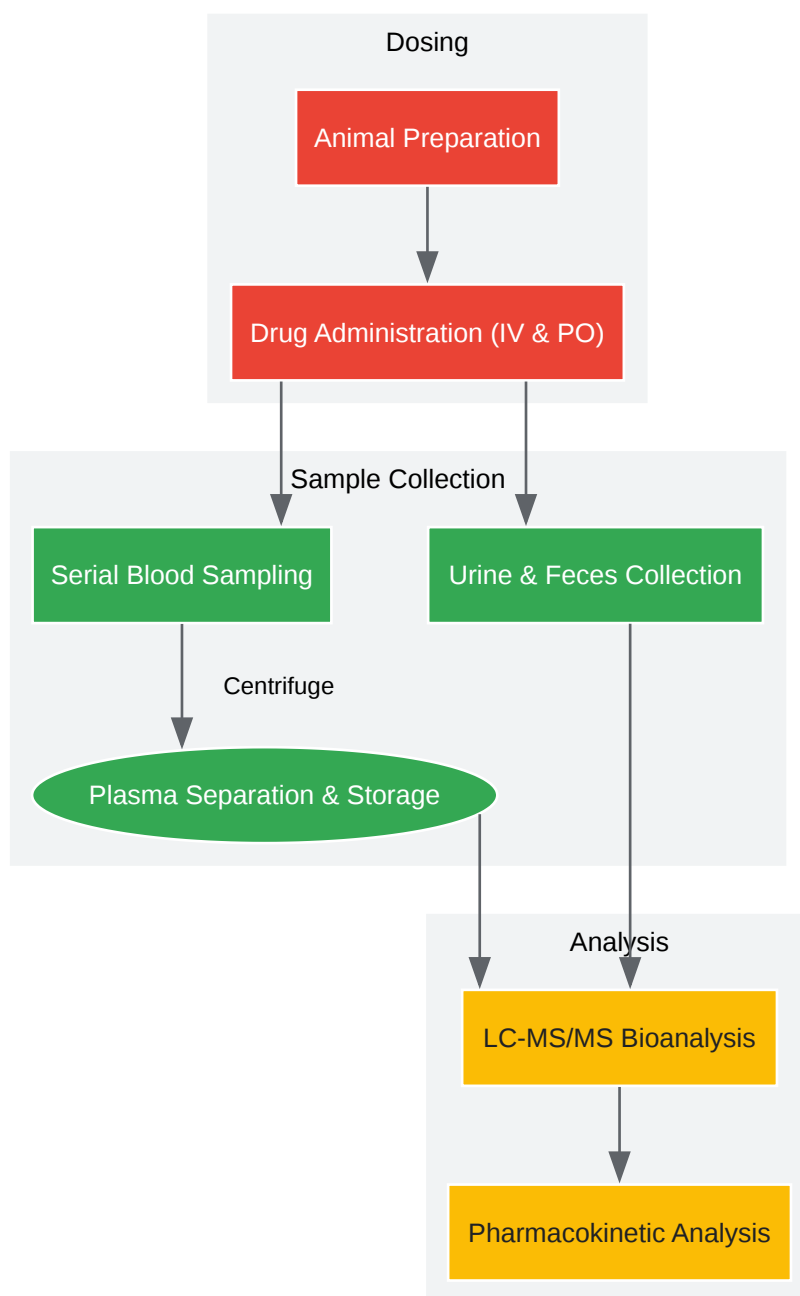 Dosing
Animal Preparation
Drug Administration (IV & PO)
Sample Collection
Serial Blood Sampling
Urine & Feces Collection
Centrifuge
Plasma Separation & Storage
Analysis
LC-MS/MS Bioanalysis
Pharmacokinetic Analysis